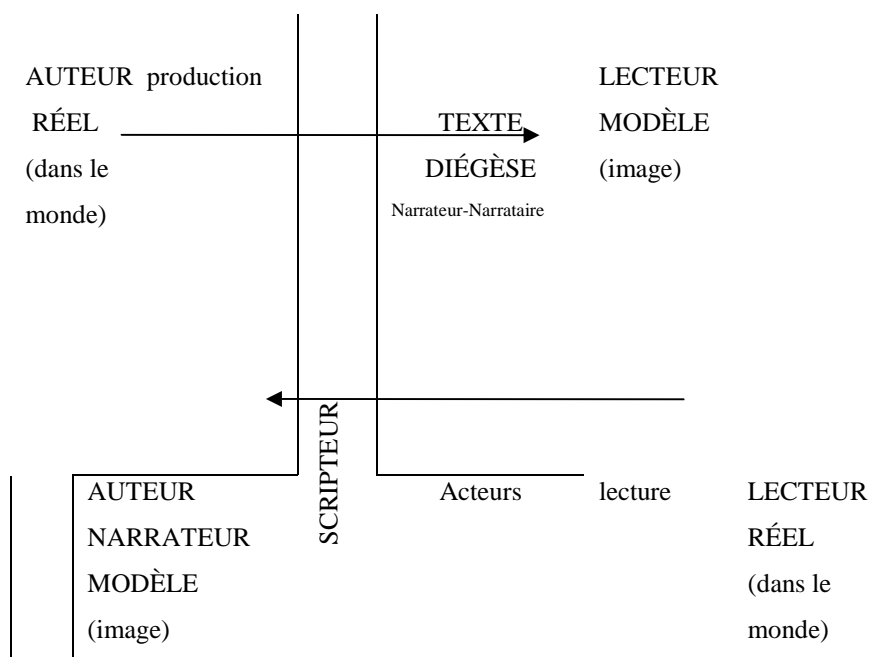 AUTEUR production
RÉEL
(dans le
monde)
TEXTE
DIÉGÈSE
Narrateur-Narrataire
LECTEUR
MODÈLE
(image)
SCRIPTEUR
AUTEUR
NARRATEUR
MODÈLE
(image)
Acteurs
lecture
LECTEUR
RÉEL
(dans le
monde)